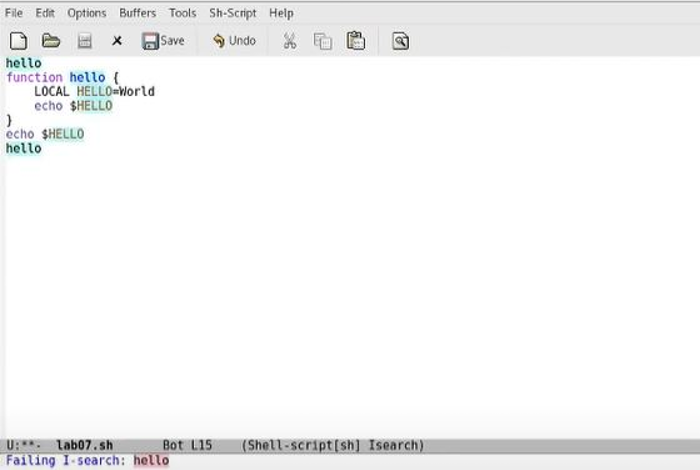 File Edit Options Buffers Tools Sh-Script Help
Save Undo
hello
function hello {
    LOCAL HELLO=World
    echo $HELLO
}
echo $HELLO
hello
U:**-  lab07.sh       Bot L15    (Shell-script[sh] Isearch)
Failing I-search: hello